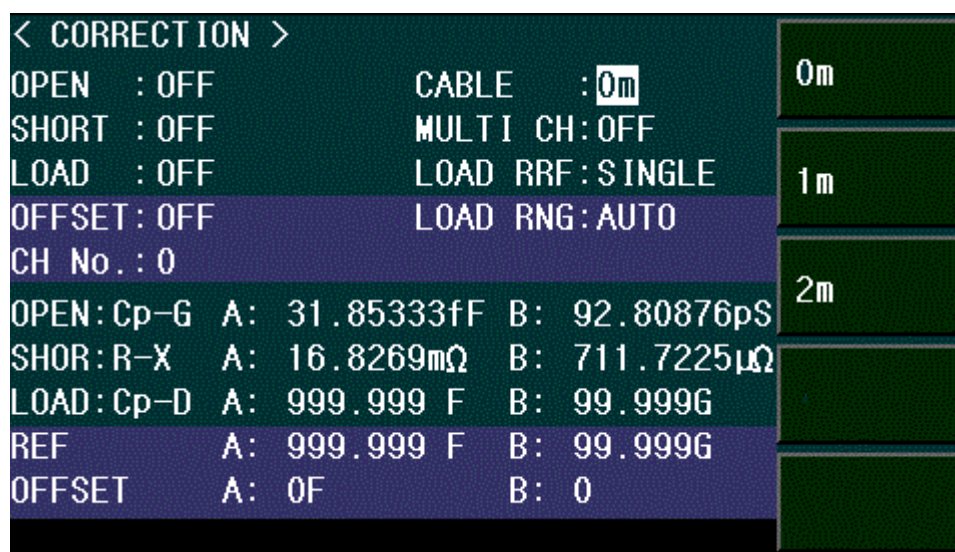 < CORRECTION >
OPEN : OFF CABLE : 0m
SHORT : OFF MULTI CH:OFF
LOAD : OFF LOAD RRF:SINGLE
OFFSET: OFF LOAD RNG:AUTO
CH No.: 0
OPEN:Cp-G A: 31.85333fF B: 92.80876pS
SHOR:R-X A: 16.8269mΩ B: 711.7225μΩ
LOAD:Cp-D A: 999.999 F B: 99.999G
REF A: 999.999 F B: 99.999G
OFFSET A: 0F B: 0
0m
1m
2m